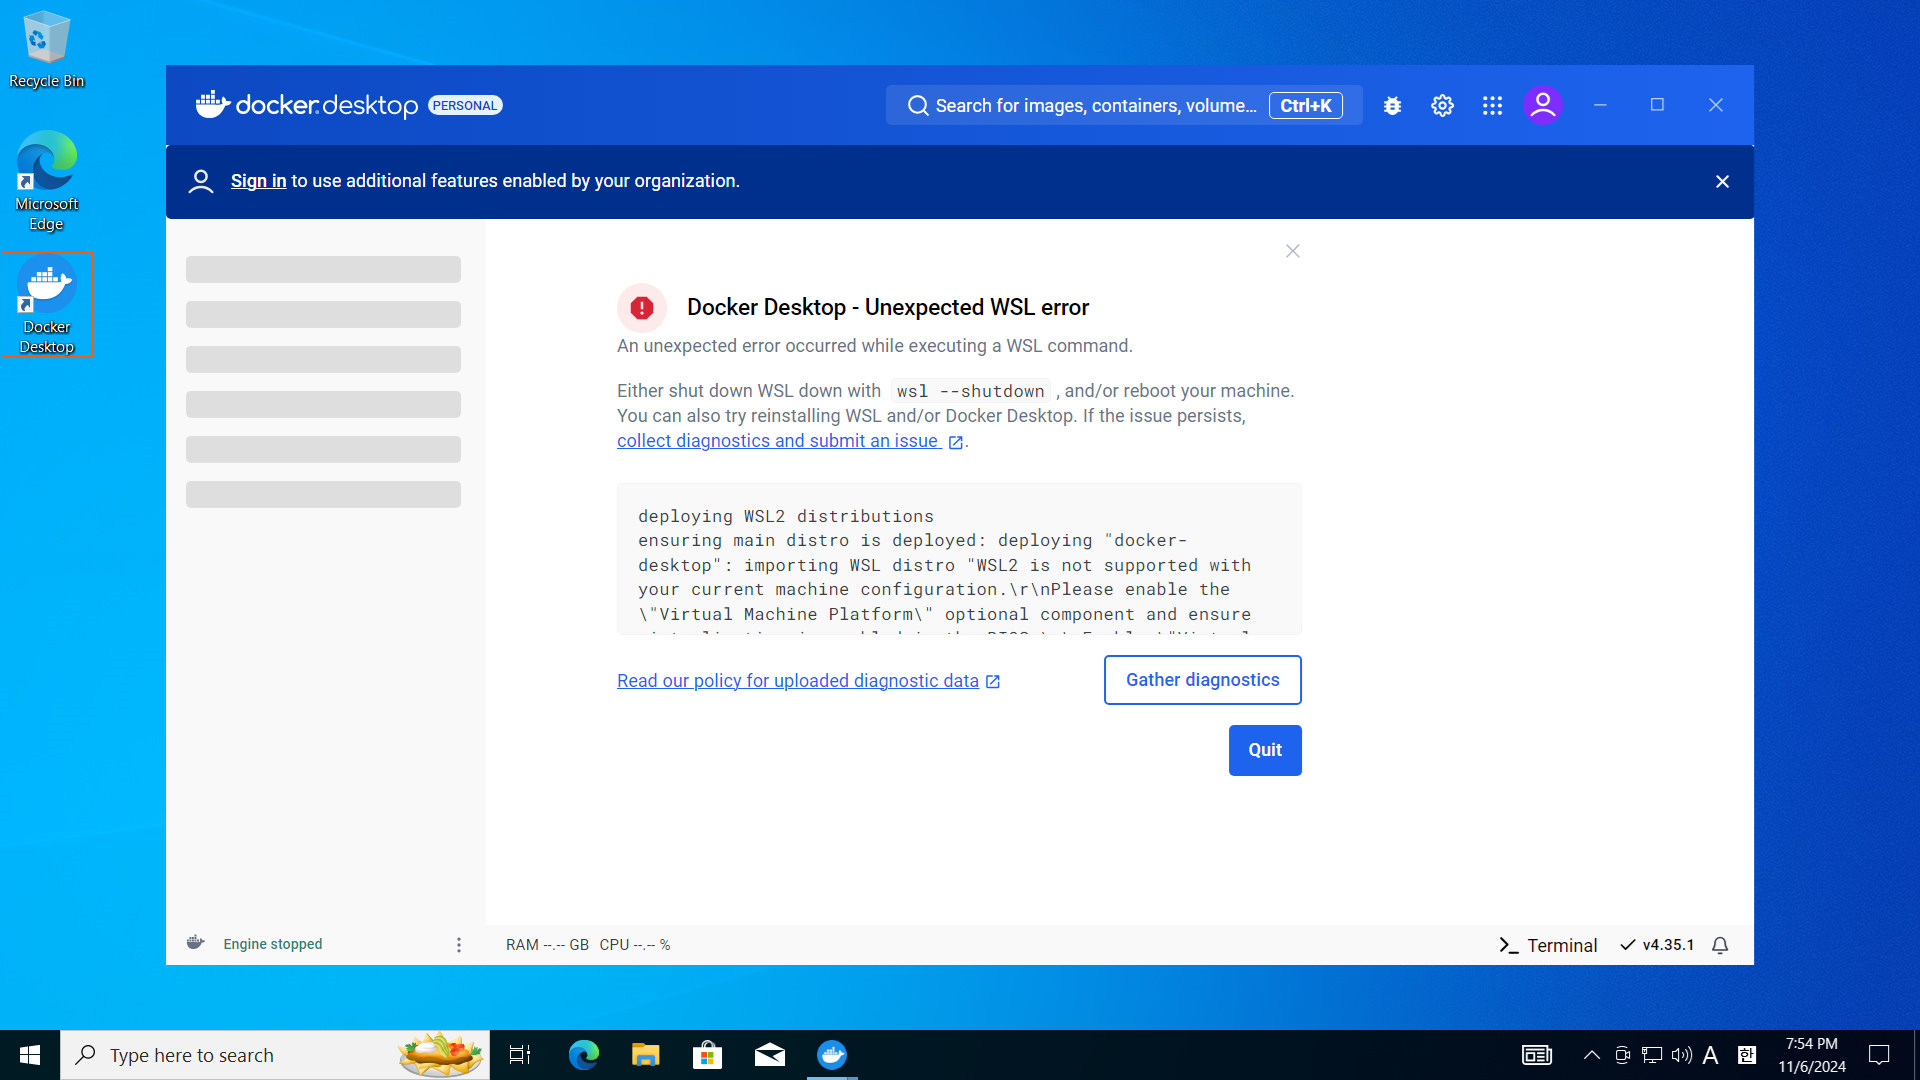 Recycle Bin
Microsoft
Edge
Docker
Desktop
docker.desktop PERSONAL
Search for images, containers, volume... Ctrl+K
Sign in to use additional features enabled by your organization.
Docker Desktop - Unexpected WSL error
An unexpected error occurred while executing a WSL command.
Either shut down WSL down with wsl --shutdown , and/or reboot your machine.
You can also try reinstalling WSL and/or Docker Desktop. If the issue persists,
collect diagnostics and submit an issue .
deploying WSL2 distributions
ensuring main distro is deployed: deploying "docker-
desktop": importing WSL distro "WSL2 is not supported with
your current machine configuration.\r\nPlease enable the
\"Virtual Machine Platform\" optional component and ensure
Read our policy for uploaded diagnostic data
Gather diagnostics
Quit
Engine stopped
RAM --.-- GB CPU --.-- %
Terminal
v4.35.1
Type here to search
A
한
7:54 PM
11/6/2024